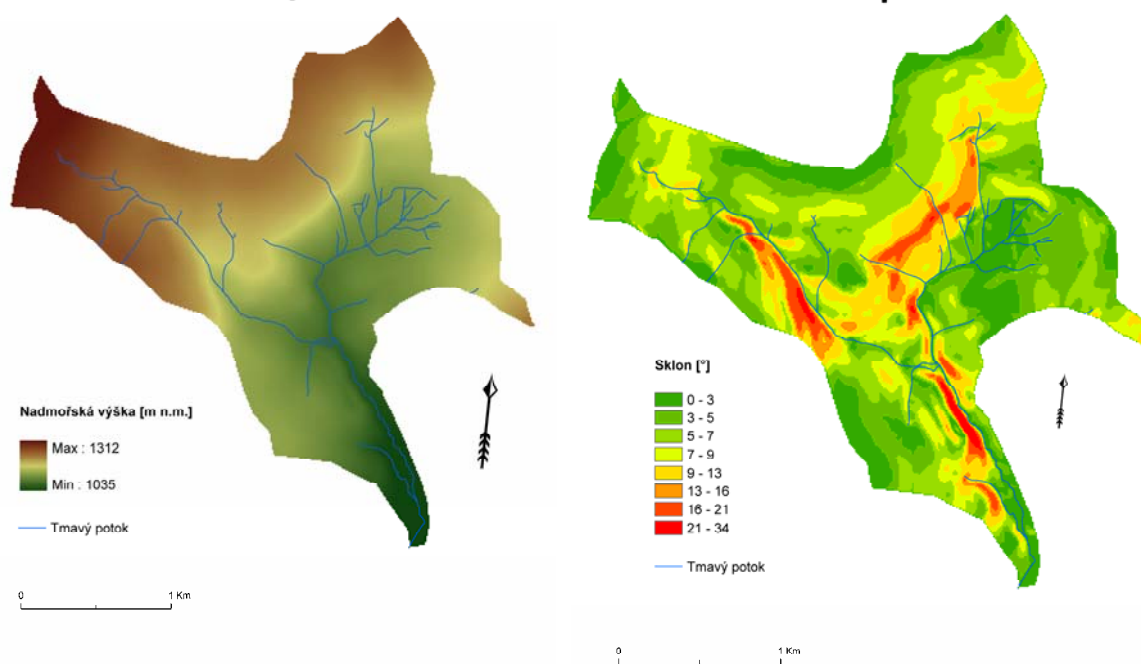 Nadmořská výška [m n.m.]
Max : 1312
Min : 1035
Tmavý potok
0 1 Km
Sklon [°]
0 - 3
3 - 5
5 - 7
7 - 9
9 - 13
13 - 16
16 - 21
21 - 34
Tmavý potok
0 1 Km